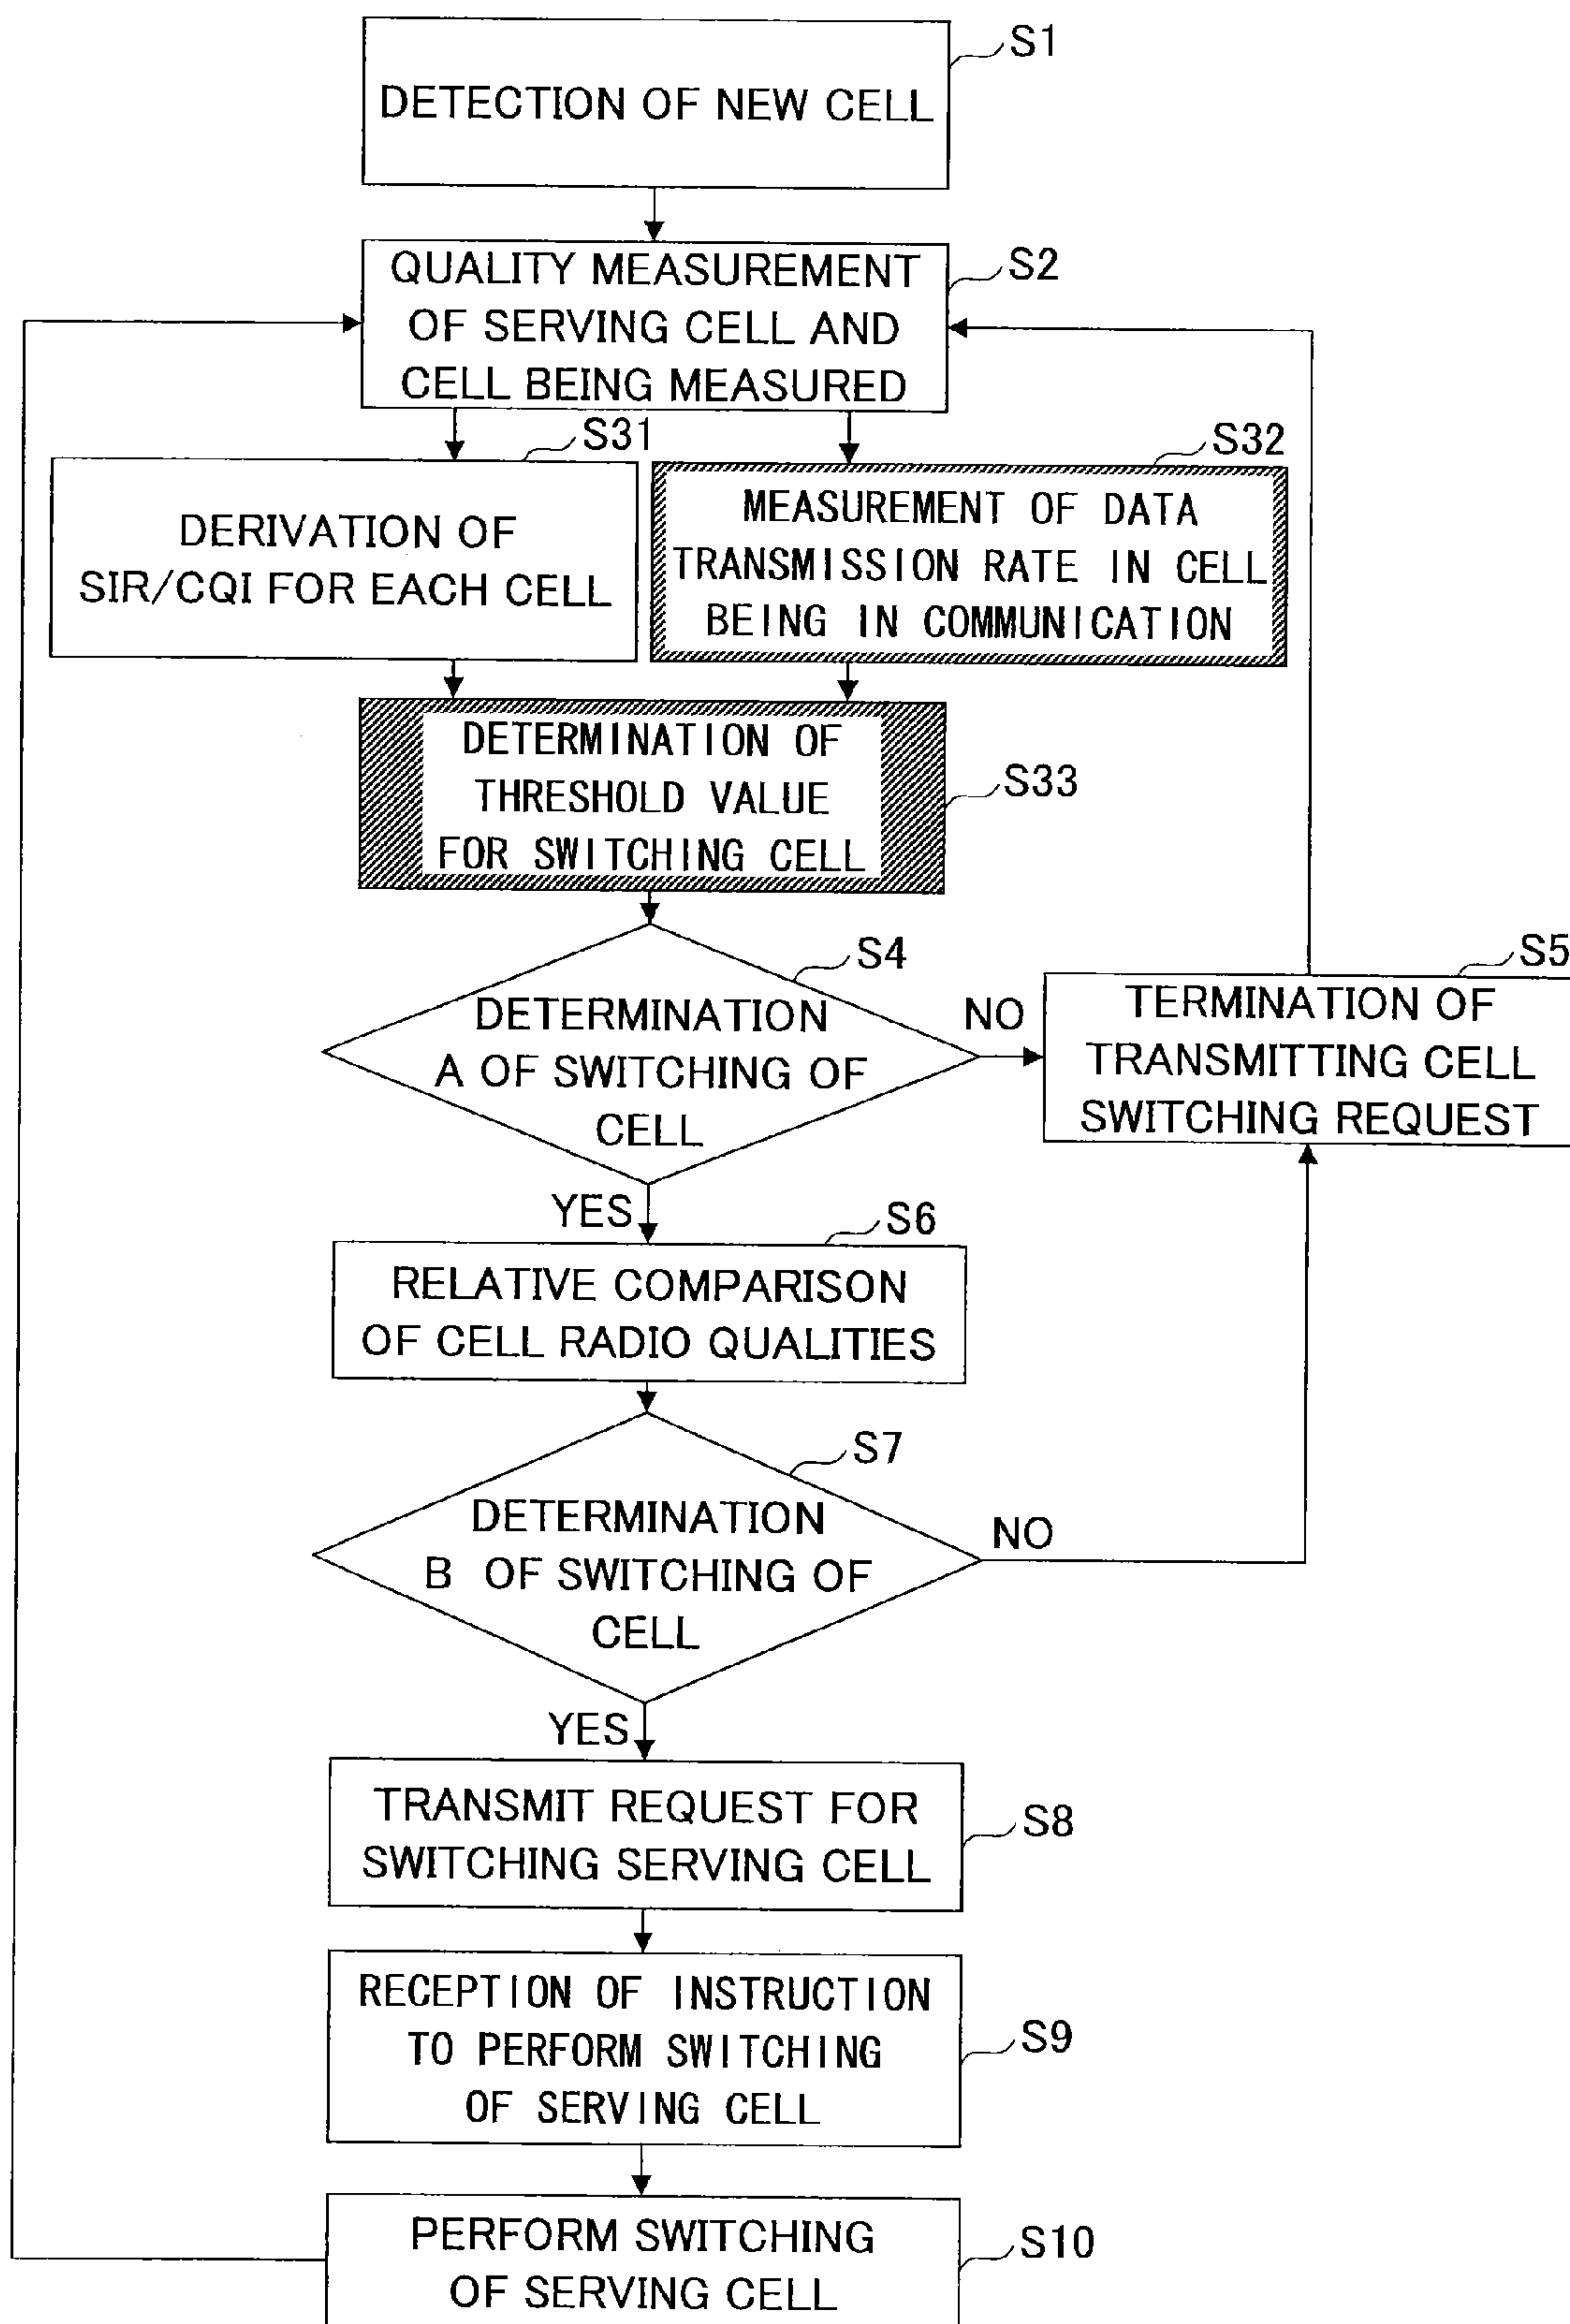 S1
DETECTION OF NEW CELL
S2
QUALITY MEASUREMENT
OF SERVING CELL AND
CELL BEING MEASURED
S31
DERIVATION OF
SIR/CQI FOR EACH CELL
S32
MEASUREMENT OF DATA
TRANSMISSION RATE IN CELL
BEING IN COMMUNICATION
S33
DETERMINATION OF
THRESHOLD VALUE
FOR SWITCHING CELL
S4
DETERMINATION
A OF SWITCHING OF
CELL
NO
S5
TERMINATION OF
TRANSMITTING CELL
SWITCHING REQUEST
YES
S6
RELATIVE COMPARISON
OF CELL RADIO QUALITIES
S7
DETERMINATION
B OF SWITCHING OF
CELL
NO
YES
S8
TRANSMIT REQUEST FOR
SWITCHING SERVING CELL
S9
RECEPTION OF INSTRUCTION
TO PERFORM SWITCHING
OF SERVING CELL
S10
PERFORM SWITCHING
OF SERVING CELL